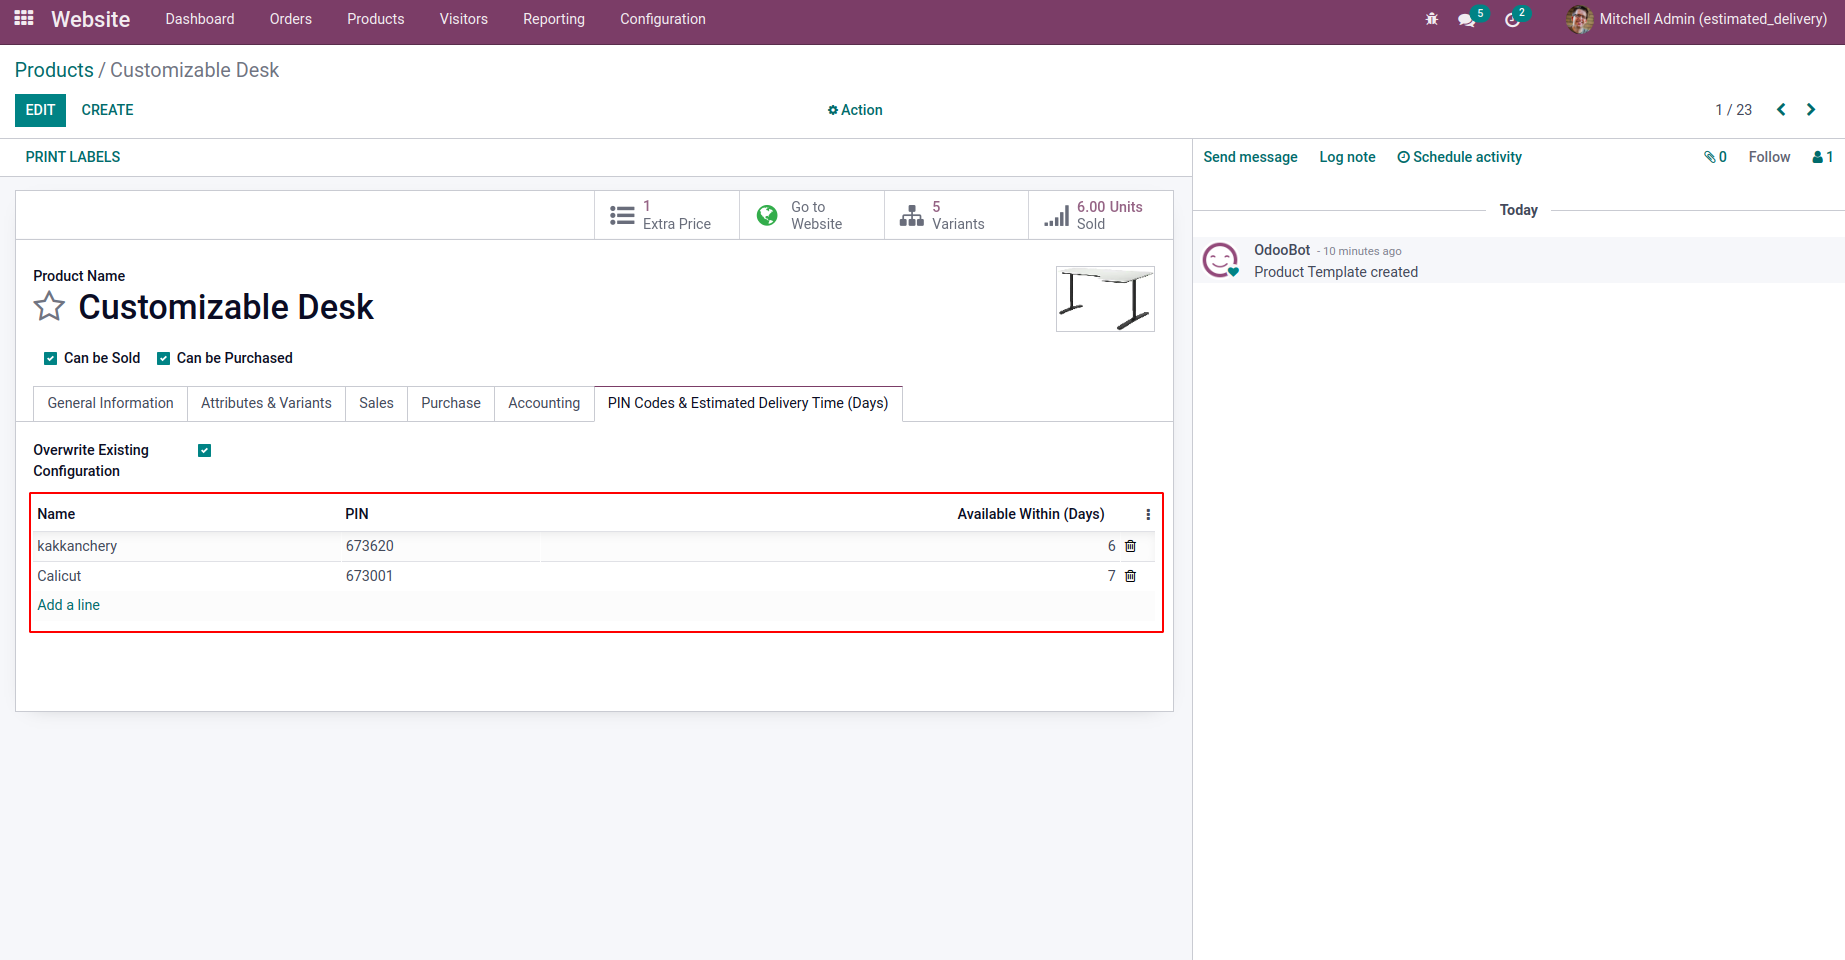 Website Dashboard Orders Products Visitors Reporting Configuration 5 2 Mitchell Admin (estimated_delivery)
Products / Customizable Desk
EDIT CREATE Action 1 / 23
PRINT LABELS Send message Log note Schedule activity 0 Follow 1
1
Extra Price
Go to
Website
5
Variants
6.00 Units
Sold
Today
OdooBot - 10 minutes ago
Product Template created
Product Name
Customizable Desk
Can be Sold Can be Purchased
General Information Attributes & Variants Sales Purchase Accounting PIN Codes & Estimated Delivery Time (Days)
Overwrite Existing
Configuration
Name PIN Available Within (Days)
kakkanchery 673620 6
Calicut 673001 7
Add a line